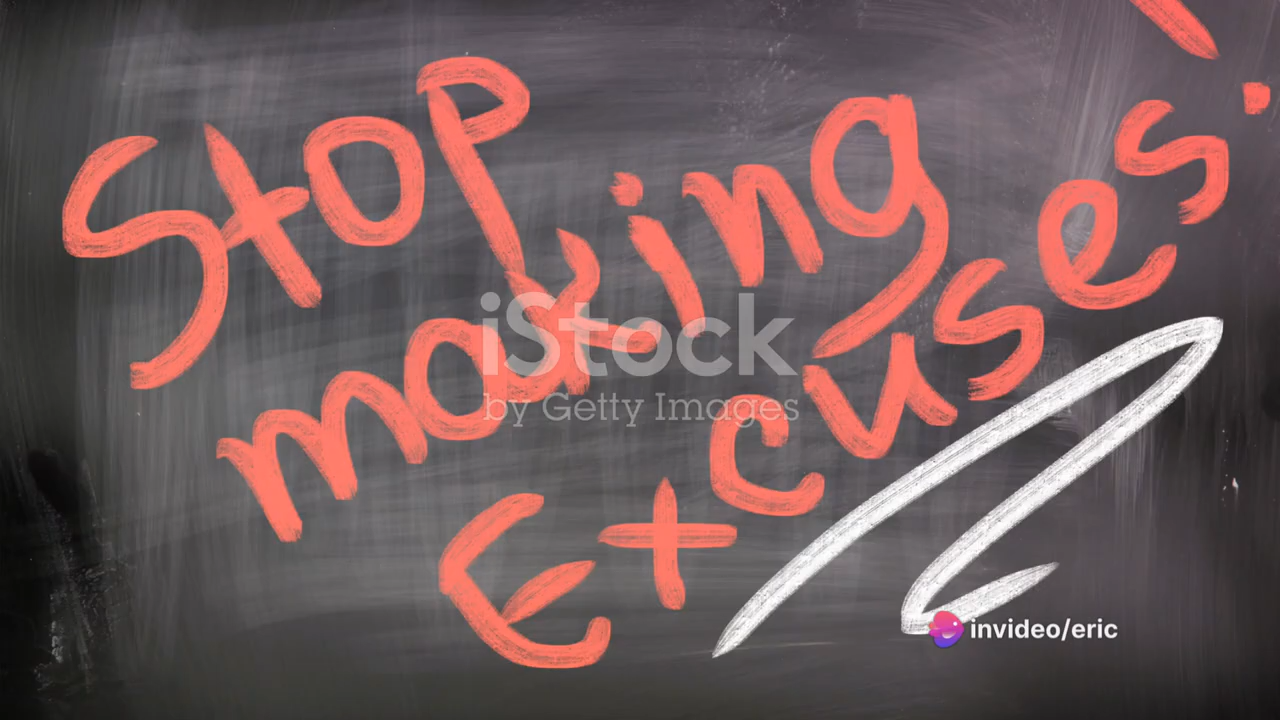 Stop
making
Excuses!
iStock
by Getty Images
invideo/eric